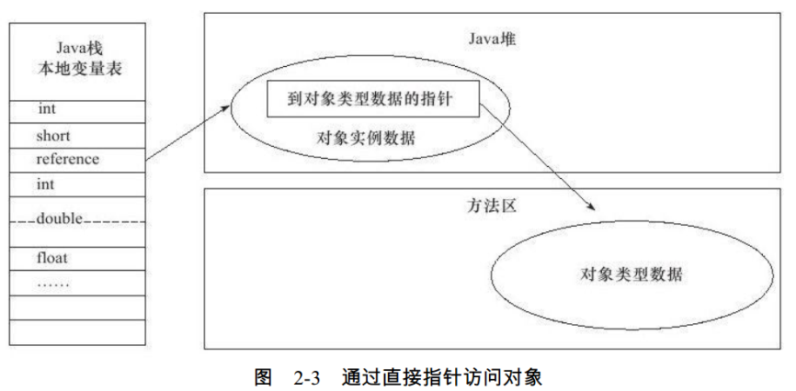 Java栈
本地变量表
int
short
reference
int
double
float
……
Java堆
到对象类型数据的指针
对象实例数据
方法区
对象类型数据
图 2-3 通过直接指针访问对象